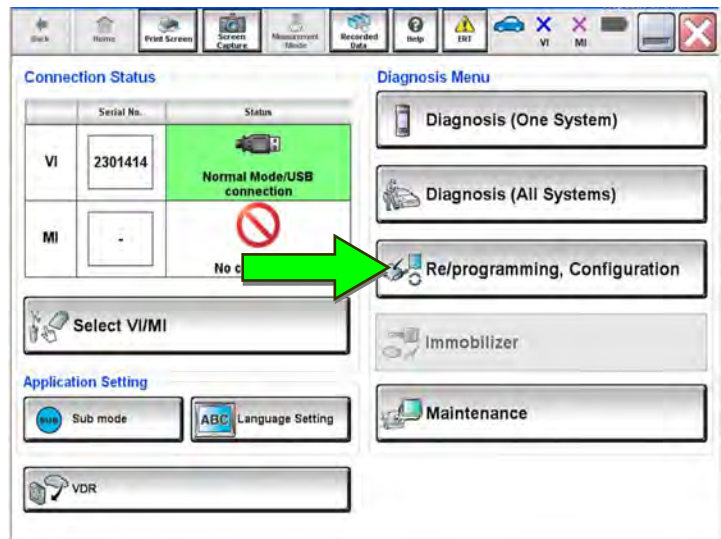 Back
Home
Print Screen
Screen
Capture
Measurement
Mode
Recorded
Data
Help
ERT
VI
MI
Connection Status
Serial No.
Status
VI
2301414
Normal Mode/USB
connection
MI
-
No c
Select VI/MI
Application Setting
SUB
Sub mode
ABC
Language Setting
VDR
Diagnosis Menu
Diagnosis (One System)
Diagnosis (All Systems)
Re/programming, Configuration
Immobilizer
Maintenance